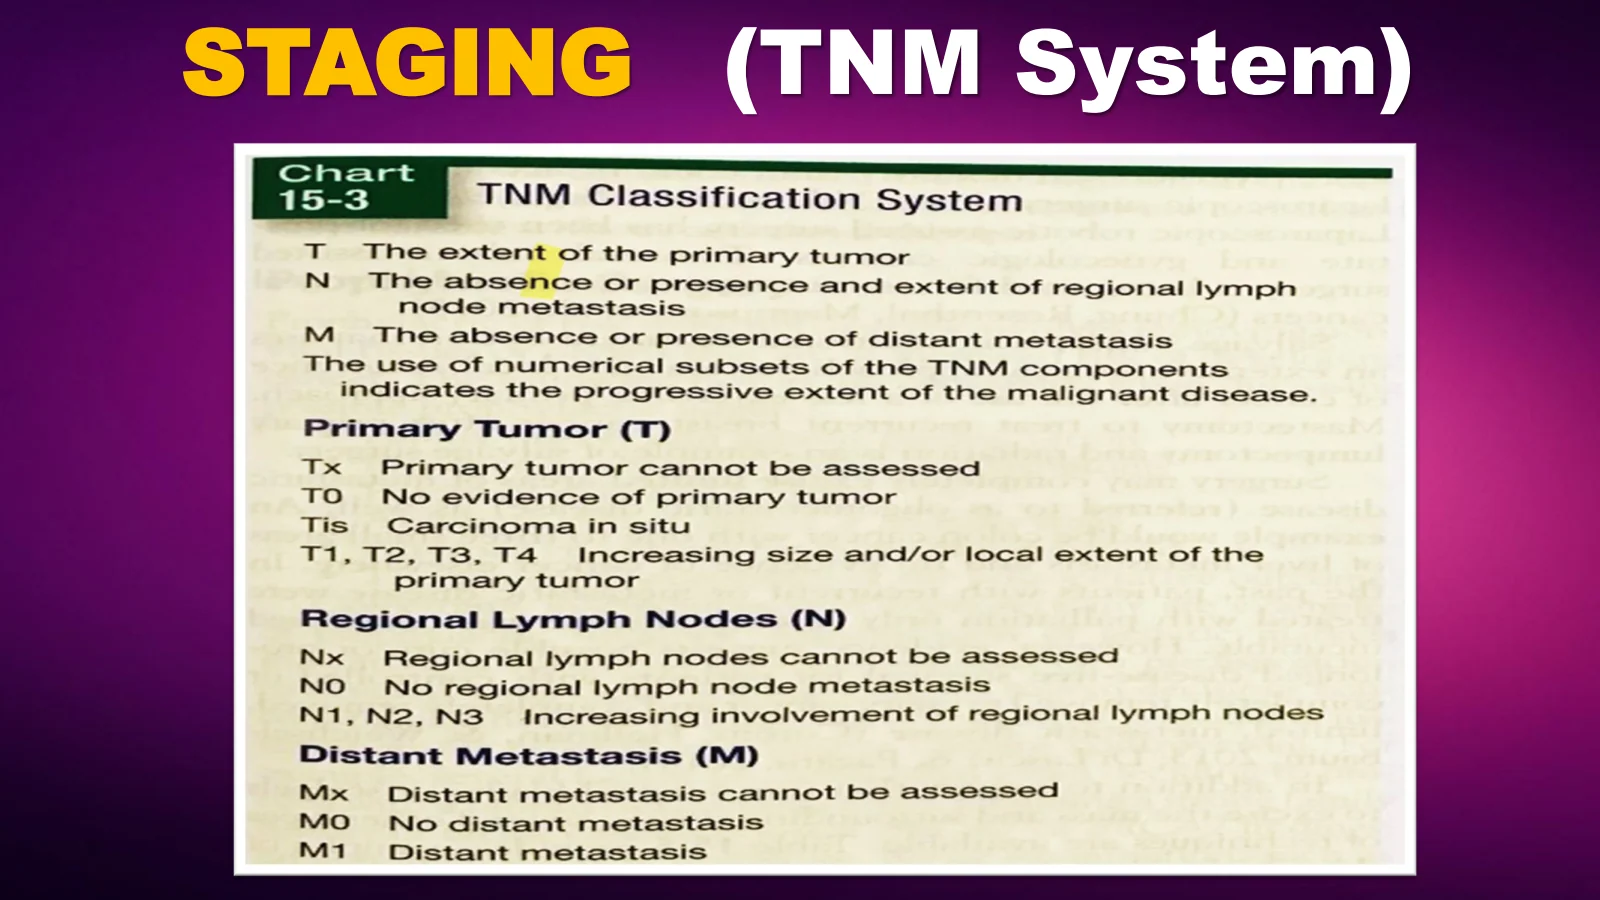 STAGING (TNM System)
Chart
15-3
TNM Classification System
T The extent of the primary tumor
N The absence or presence and extent of regional lymph
node metastasis
M The absence or presence of distant metastasis
The use of numerical subsets of the TNM components
indicates the progressive extent of the malignant disease.
Primary Tumor (T)
Tx Primary tumor cannot be assessed
T0 No evidence of primary tumor
Tis Carcinoma in situ
T1, T2, T3, T4 Increasing size and/or local extent of the
primary tumor
Regional Lymph Nodes (N)
Nx Regional lymph nodes cannot be assessed
N0 No regional lymph node metastasis
N1, N2, N3 Increasing involvement of regional lymph nodes
Distant Metastasis (M)
Mx Distant metastasis cannot be assessed
M0 No distant metastasis
M1 Distant metastasis